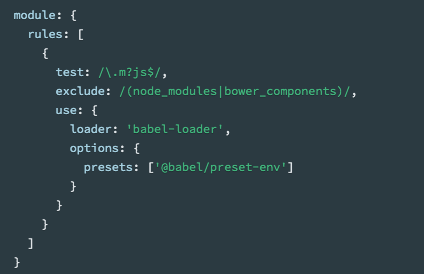 module: {
  rules: [
    {
      test: /\.m?js$/,
      exclude: /(node_modules|bower_components)/,
      use: {
        loader: 'babel-loader',
        options: {
          presets: ['@babel/preset-env']
        }
      }
    }
  ]
}